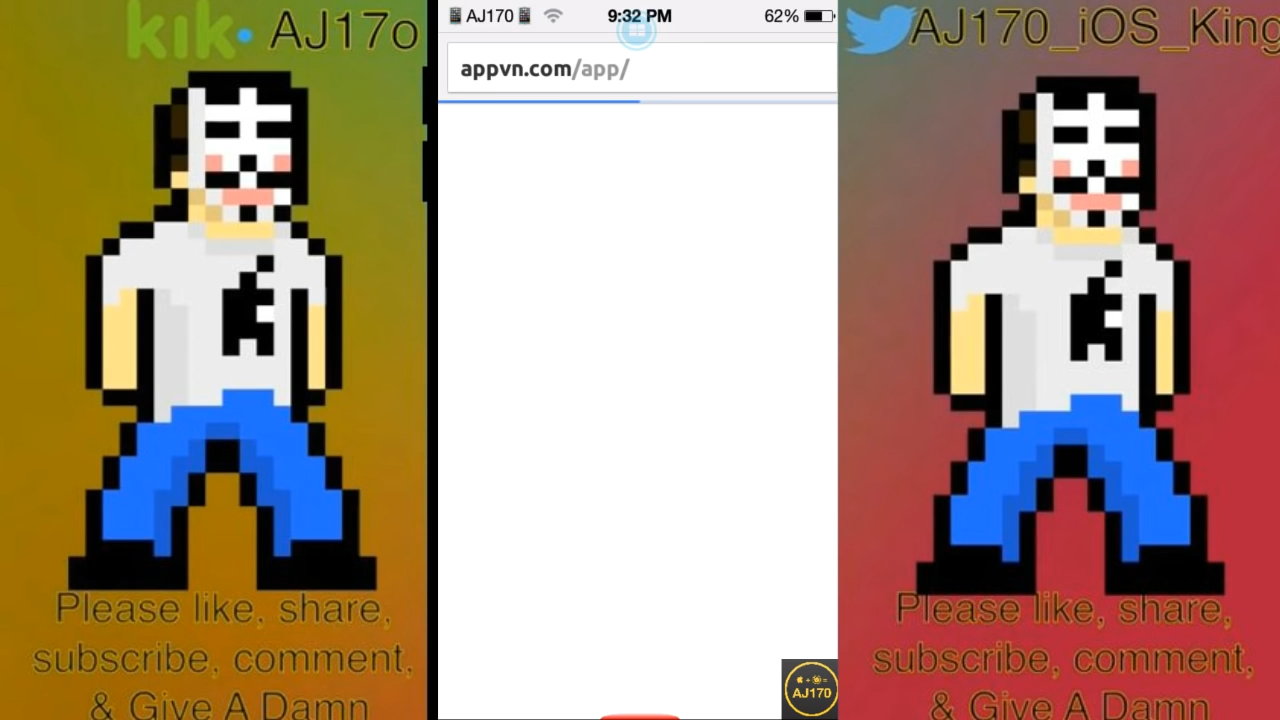 kik• AJ17o
Please like, share,
subscribe, comment,
& Give A Damn
AJ170
9:32 PM
62%
appvn.com/app/
AJ170
AJ170_iOS_King
Please like, share,
subscribe, comment,
& Give A Damn